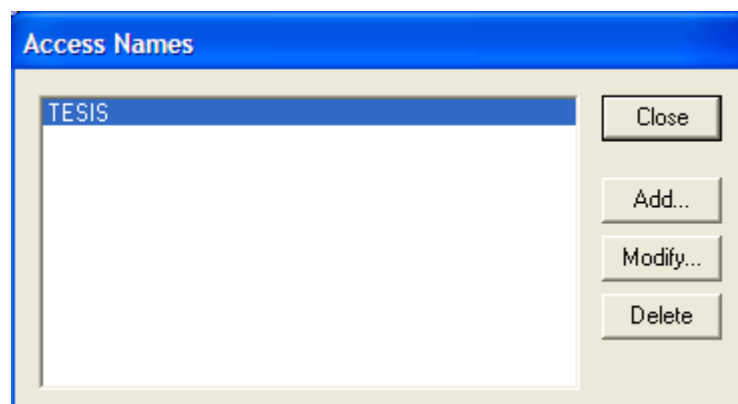 Access Names
TESIS
Close
Add...
Modify...
Delete